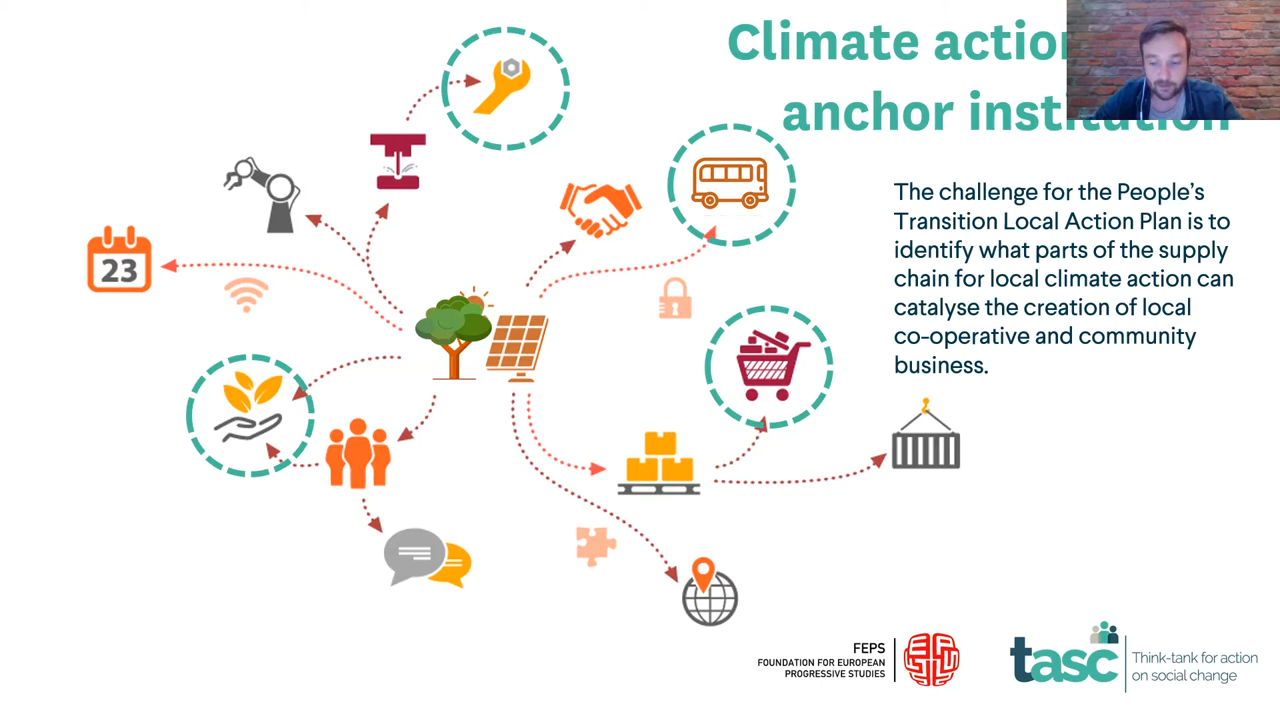 Climate action
anchor institution
The challenge for the People's
Transition Local Action Plan is to
identify what parts of the supply
chain for local climate action can
catalyse the creation of local
co-operative and community
business.
23
FEPS
FOUNDATION FOR EUROPEAN
PROGRESSIVE STUDIES
tasc
Think-tank for action
on social change